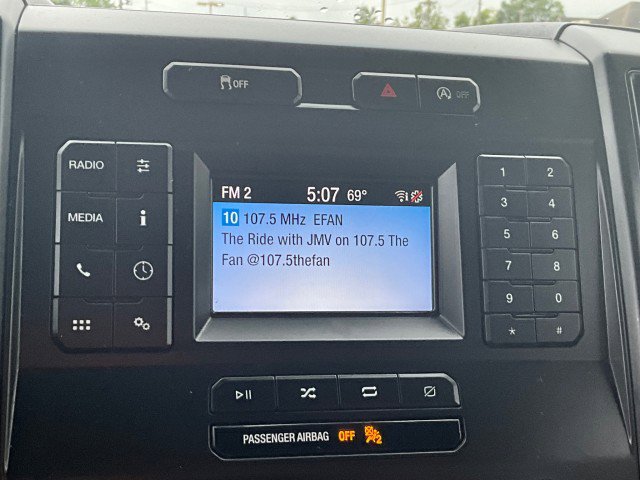 OFF
OFF
RADIO
MEDIA
i
FM 2 5:07 69°
10 107.5 MHz EFAN
The Ride with JMV on 107.5 The
Fan @107.5thefan
1 2
3 4
5 6
7 8
9 0
* #
PASSENGER AIRBAG OFF 2